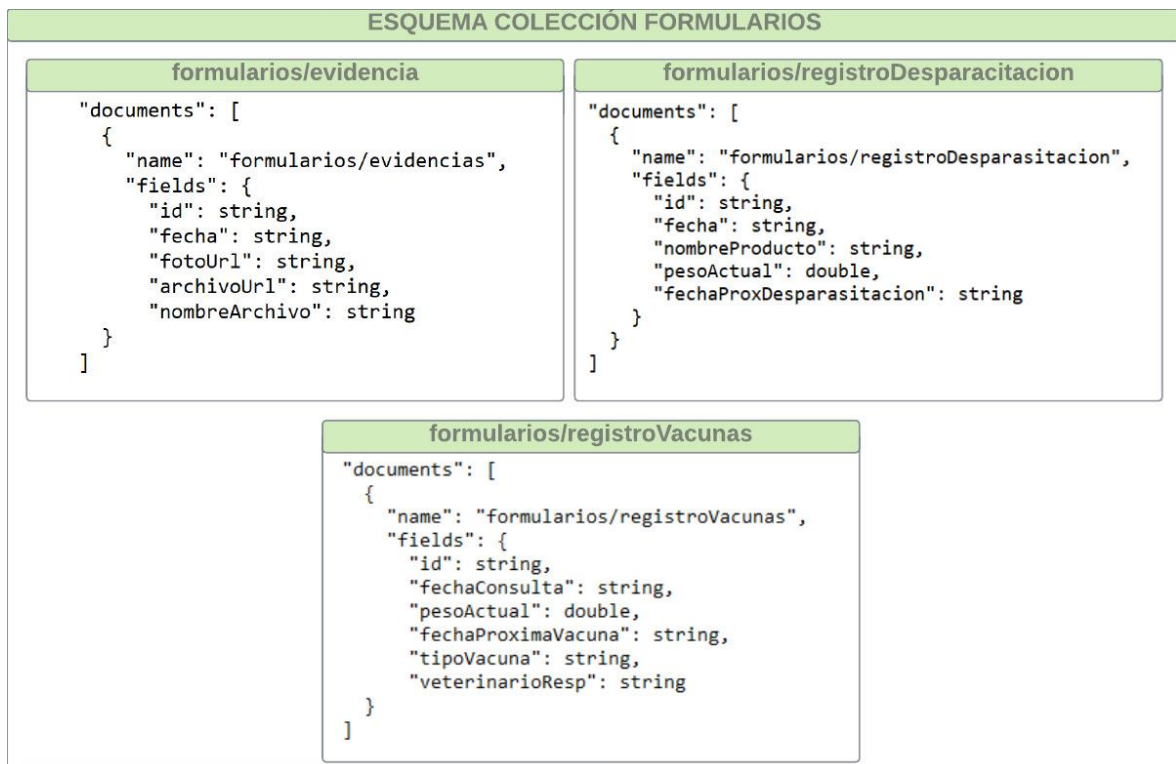 ESQUEMA COLECCIÓN FORMULARIOS
formularios/evidencia
"documents": [
{
"name": "formularios/evidencias",
"fields": {
"id": string,
"fecha": string,
"fotoUrl": string,
"archivoUrl": string,
"nombreArchivo": string
}
]
formularios/registroDesparacitacion
"documents": [
{
"name": "formularios/registroDesparasitacion",
"fields": {
"id": string,
"fecha": string,
"nombreProducto": string,
"pesoActual": double,
"fechaProxDesparasitacion": string
}
}
]
formularios/registroVacunas
"documents": [
{
"name": "formularios/registroVacunas",
"fields": {
"id": string,
"fechaConsulta": string,
"pesoActual": double,
"fechaProximaVacuna": string,
"tipoVacuna": string,
"veterinarioResp": string
}
]